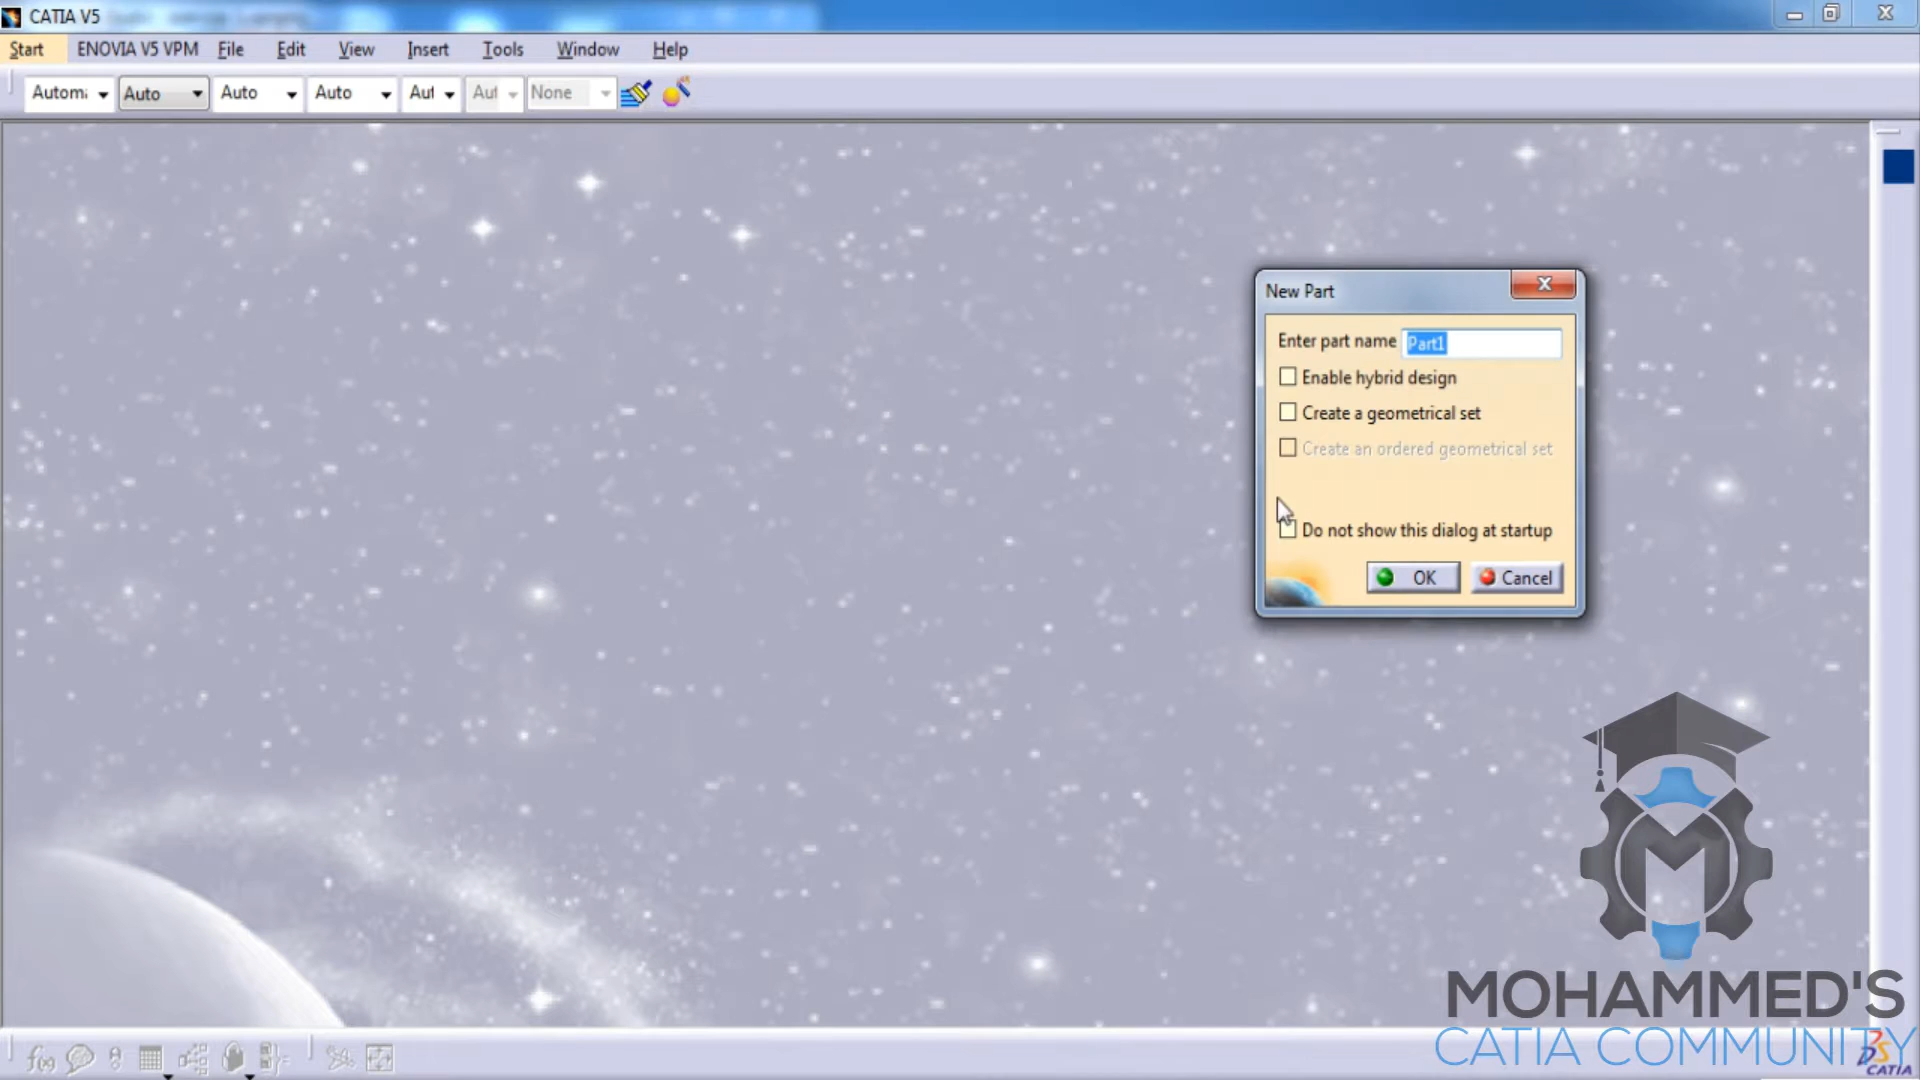 CATIA V5
Start ENOVIA V5 VPM File Edit View Insert Tools Window Help
Auto Auto Auto Aut Aut None
New Part
Enter part name Part1
Enable hybrid design
Create a geometrical set
Create an ordered geometrical set
Do not show this dialog at startup
OK Cancel
MOHAMMED'S
CATIA COMMUNITY
CATIA